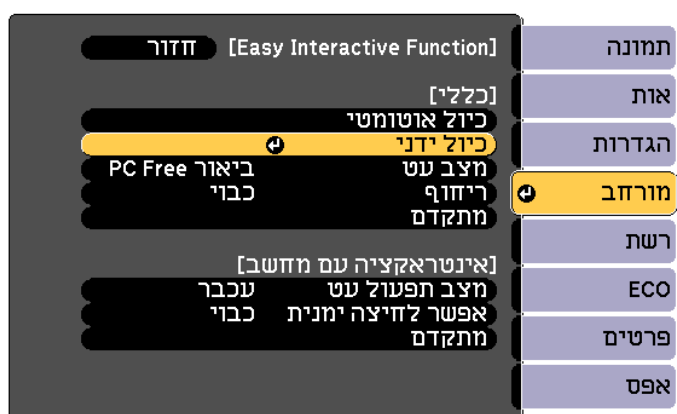 [Easy Interactive Function] חזור
[כללי]
כיול אוטומטי
כיול ידני
מצב עט ביאור PC Free
ריחוף כבוי
מתקדם
[אינטראקציה עם מחשב]
מצב תפעול עט עכבר
אפשר לחיצה ימנית כבוי
מתקדם
תמונה
אות
הגדרות
מורחב
רשת
ECO
פרטים
אפס